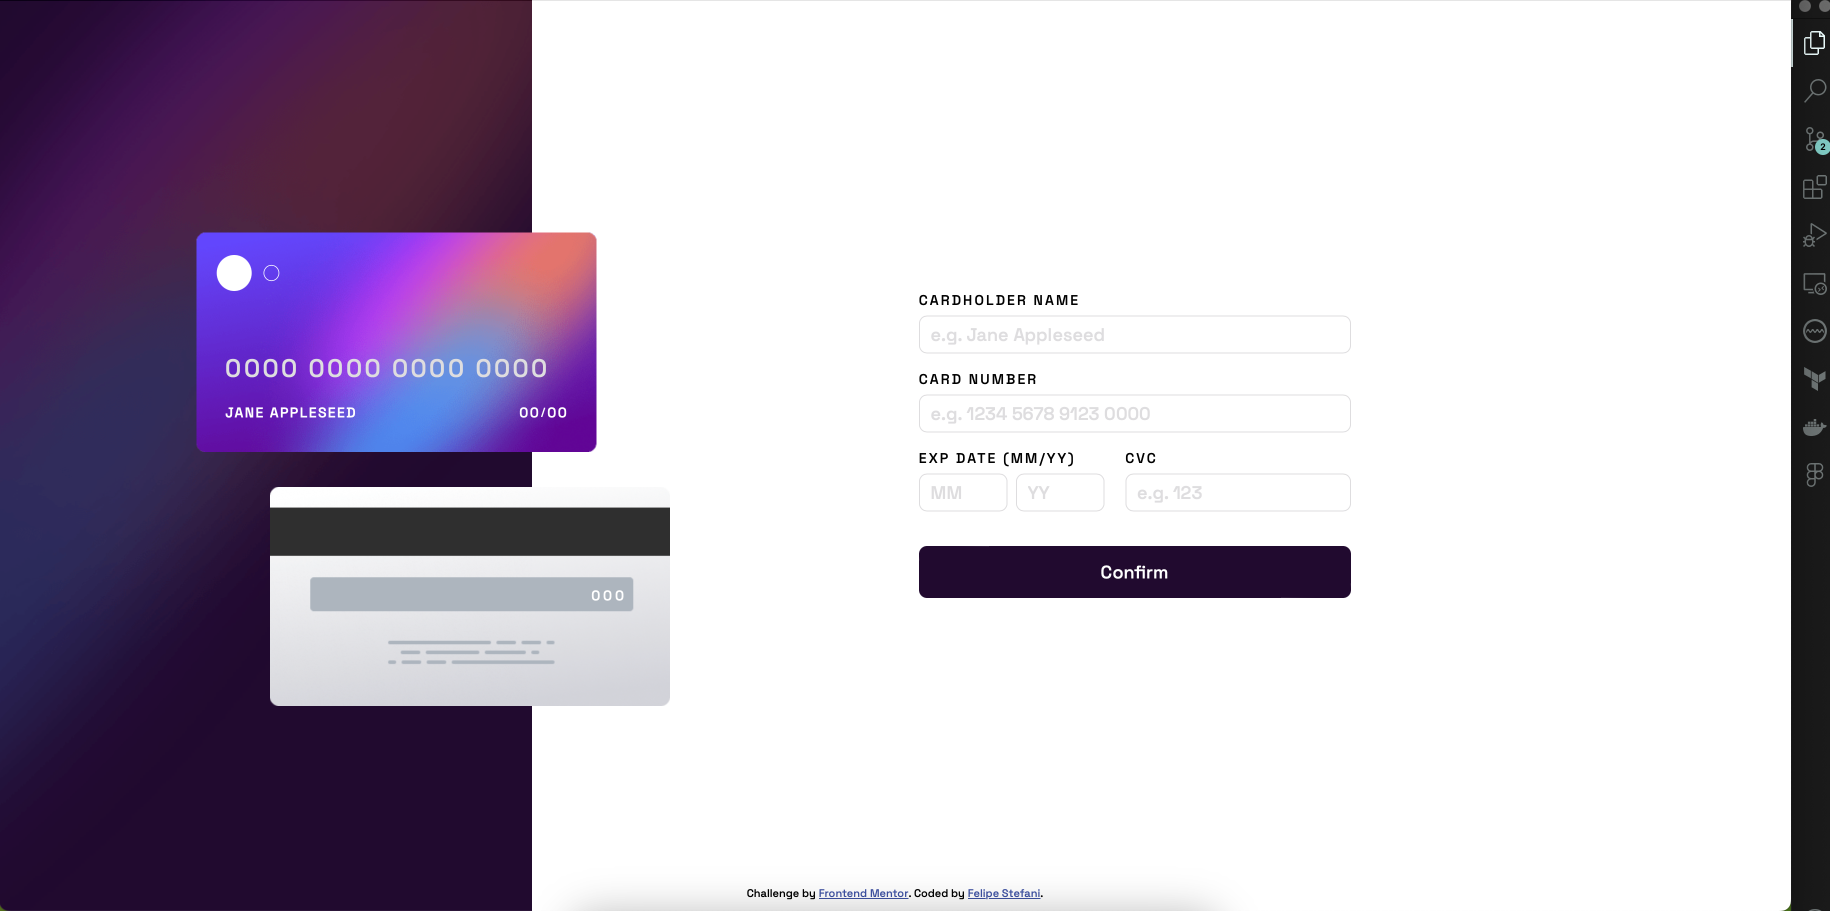 0000 0000 0000 0000
JANE APPLESEED 00/00
000
CARDHOLDER NAME
e.g. Jane Appleseed
CARD NUMBER
e.g. 1234 5678 9123 0000
EXP DATE (MM/YY) CVC
MM YY e.g. 123
Confirm
Challenge by Frontend Mentor. Coded by Felipe Stefani.
2